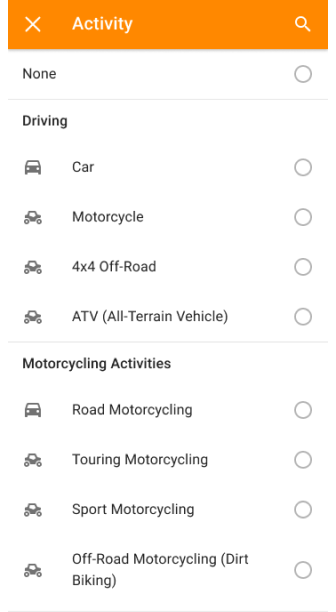 Activity
None
Driving
Car
Motorcycle
4x4 Off-Road
ATV (All-Terrain Vehicle)
Motorcycling Activities
Road Motorcycling
Touring Motorcycling
Sport Motorcycling
Off-Road Motorcycling (Dirt
Biking)